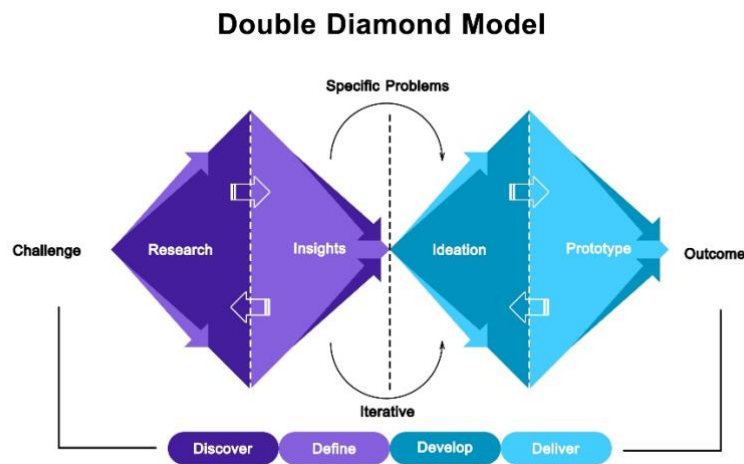 Double Diamond Model
Specific Problems
Challenge
Research
Insights
Ideation
Prototype
Outcome
Iterative
Discover
Define
Develop
Deliver